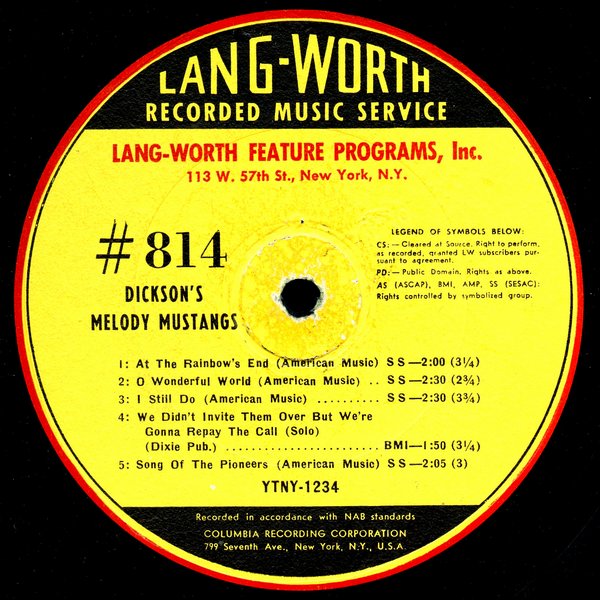 LANG-WORTH
RECORDED MUSIC SERVICE
LANG-WORTH FEATURE PROGRAMS, Inc.
113 W. 57th St., New York, N.Y.
# 814
DICKSON'S
MELODY MUSTANGS
LEGEND OF SYMBOLS BELOW:
CS:—Cleared at Source. Right to perform,
as recorded, granted LW subscribers pur-
suant to agreement.
PD:—Public Domain. Rights as above.
AS (ASCAP), BMI, AMP, SS (SESAC):
Rights controlled by symbolized group.
1: At The Rainbow's End (American Music) SS—2:00 (3¼)
2: O Wonderful World (American Music) .. SS—2:30 (2¾)
3: I Still Do (American Music) .......... SS—2:30 (3¾)
4: We Didn't Invite Them Over But We're
Gonna Repay The Call (Solo)
(Dixie Pub.) ...................... BMI—1:50 (3¼)
5: Song Of The Pioneers (American Music) SS—2:05 (3)
YTNY-1234
Recorded in accordance with NAB standards
COLUMBIA RECORDING CORPORATION
799 Seventh Ave., New York, N.Y., U.S.A.